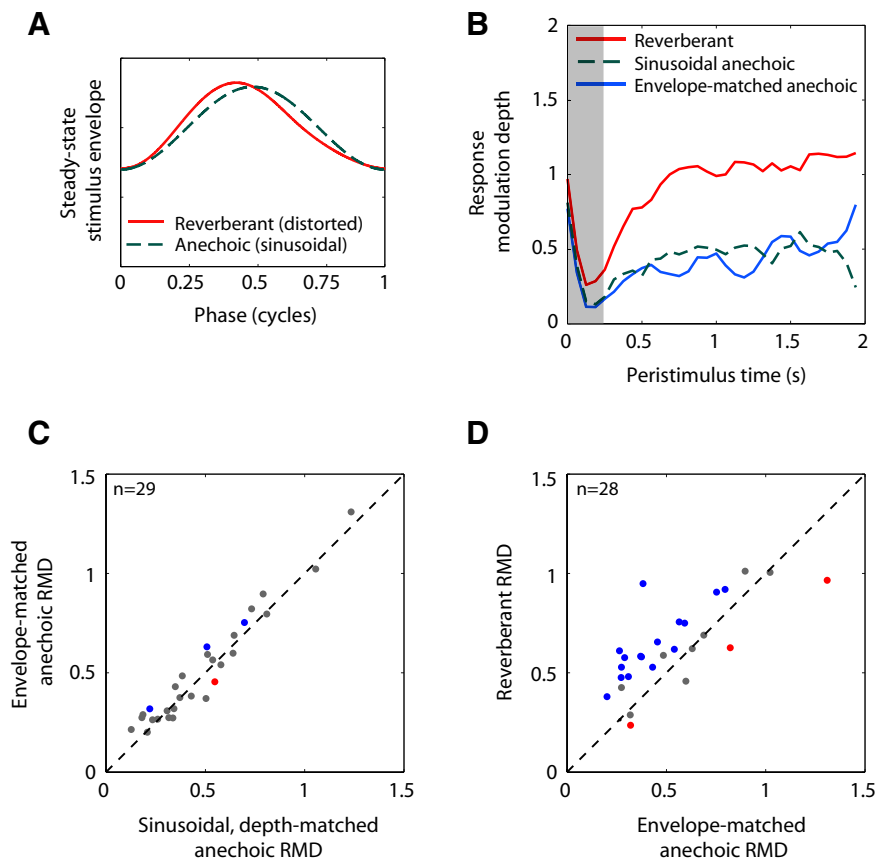 A
Steady-state
stimulus envelope
Reverberant (distorted)
Anechoic (sinusoidal)
0
0.25
0.5
0.75
1
Phase (cycles)
B
Response
modulation depth
2
1.5
1
0.5
0
Reverberant
Sinusoidal anechoic
Envelope-matched anechoic
0
0.5
1
1.5
2
Peristimulus time (s)
C
Envelope-matched
anechoic RMD
1.5
1
0.5
0
n=29
0
0.5
1
1.5
Sinusoidal, depth-matched
anechoic RMD
D
Reverberant RMD
1.5
1
0.5
0
n=28
0
0.5
1
1.5
Envelope-matched
anechoic RMD